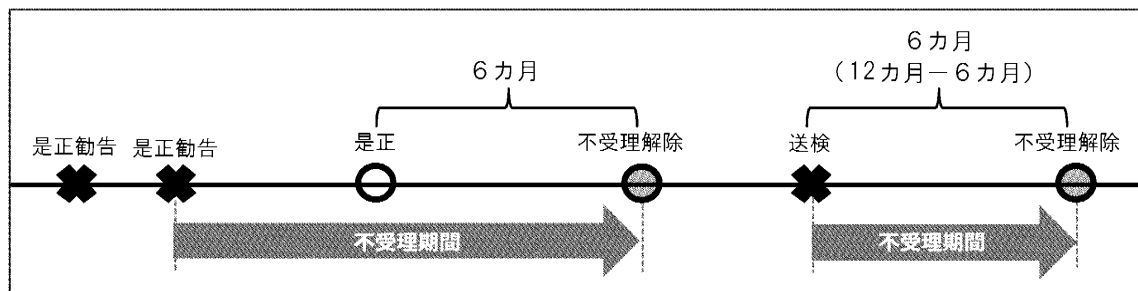 6カ月
6カ月
(12カ月－6カ月)
是正勧告
是正勧告
是正
不受理解除
送検
不受理解除
不受理期間
不受理期間